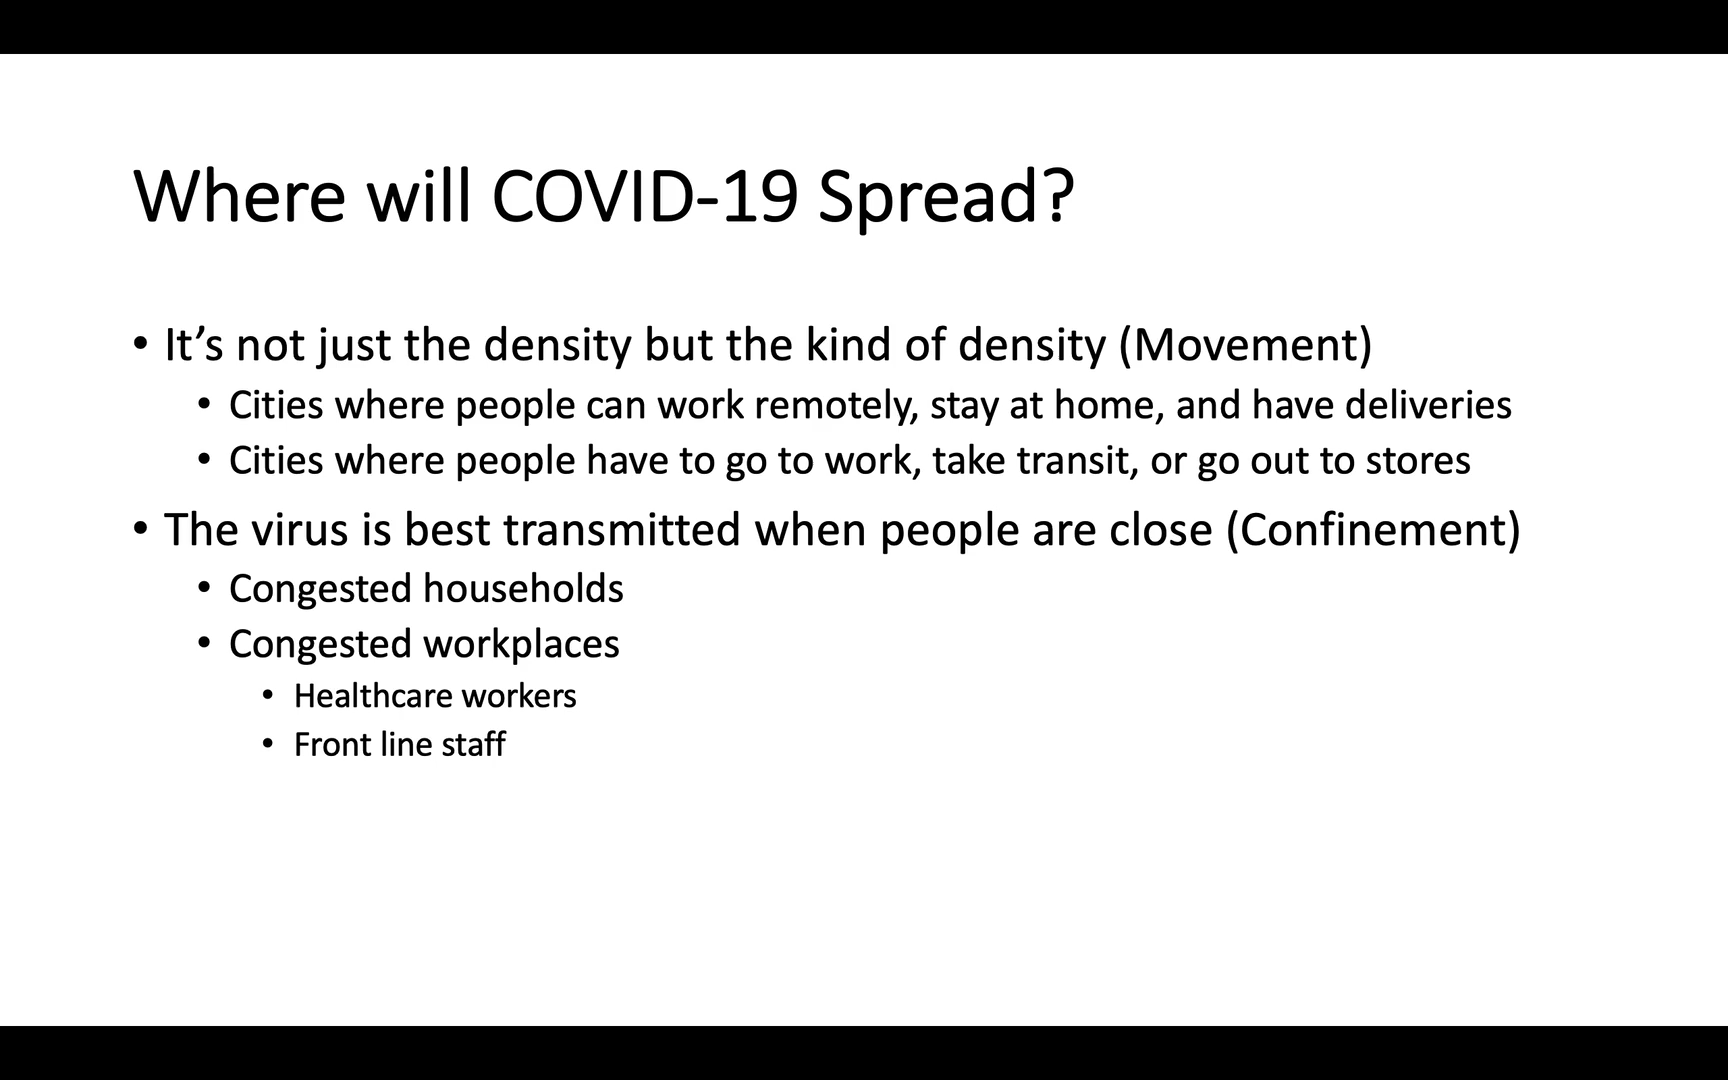 Where will COVID-19 Spread?
• It’s not just the density but the kind of density (Movement)
• Cities where people can work remotely, stay at home, and have deliveries
• Cities where people have to go to work, take transit, or go out to stores
• The virus is best transmitted when people are close (Confinement)
• Congested households
• Congested workplaces
• Healthcare workers
• Front line staff